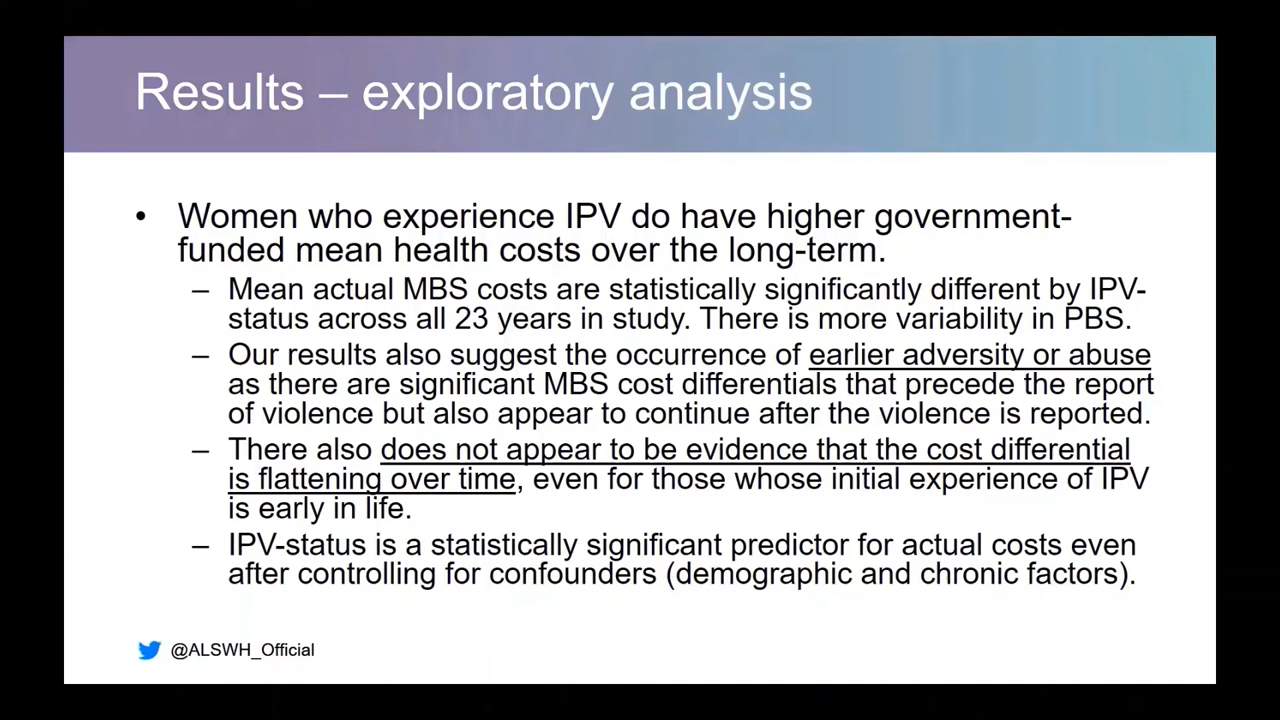 Results – exploratory analysis
• Women who experience IPV do have higher government-
funded mean health costs over the long-term.
– Mean actual MBS costs are statistically significantly different by IPV-
status across all 23 years in study. There is more variability in PBS.
– Our results also suggest the occurrence of earlier adversity or abuse
as there are significant MBS cost differentials that precede the report
of violence but also appear to continue after the violence is reported.
– There also does not appear to be evidence that the cost differential
is flattening over time, even for those whose initial experience of IPV
is early in life.
– IPV-status is a statistically significant predictor for actual costs even
after controlling for confounders (demographic and chronic factors).
@ALSWH_Official